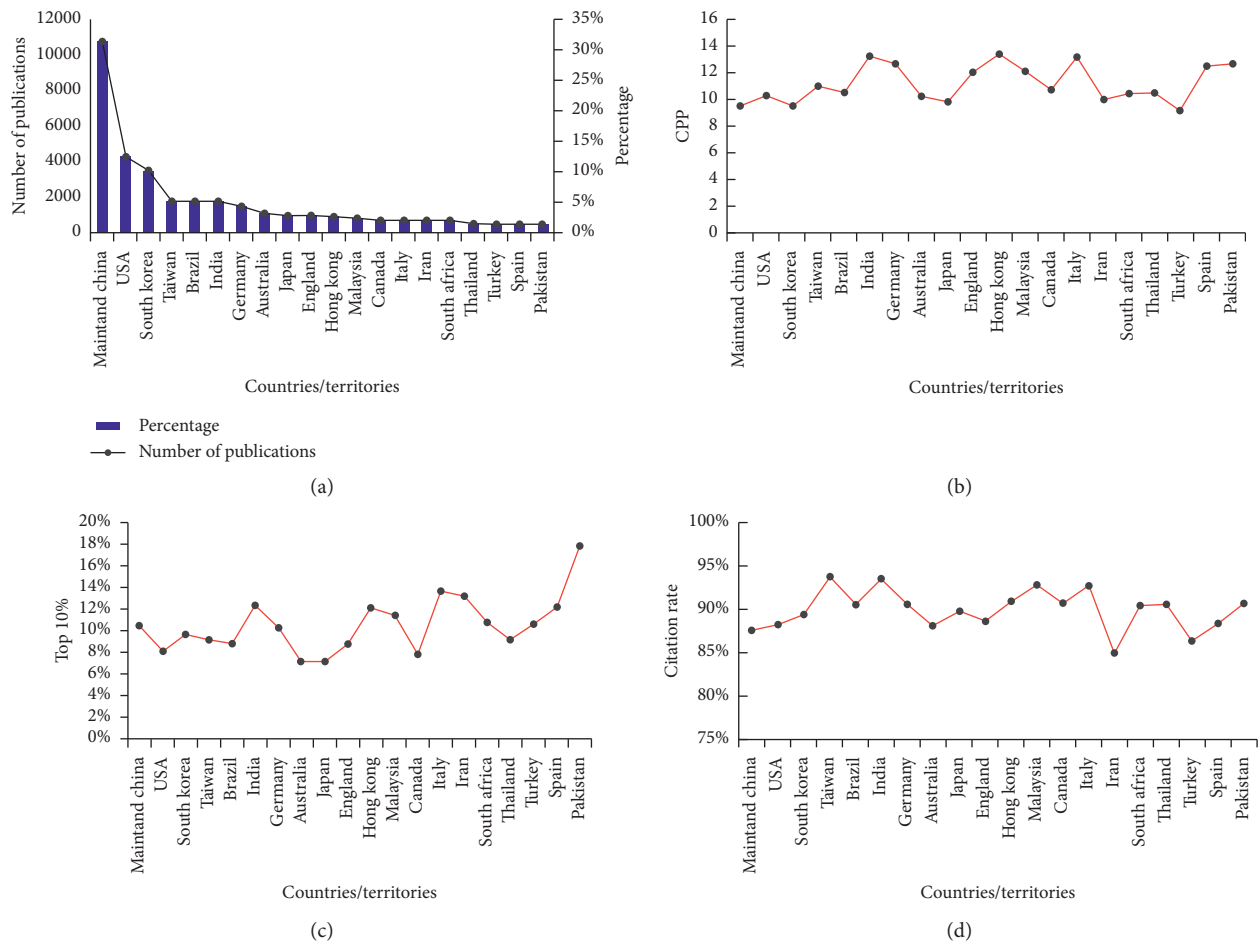 12000
10000
8000
6000
4000
2000
0
Number of publications
35%
30%
25%
20%
15%
10%
5%
0%
Percentage
Maintand china
USA
South korea
Taiwan
Brazil
India
Germany
Australia
Japan
England
Hong kong
Malaysia
Canada
Italy
Iran
South africa
Thailand
Turkey
Spain
Pakistan
Countries/territories
Percentage
Number of publications
(a)
16
14
12
10
8
6
4
2
0
CPP
Maintand china
USA
South korea
Taiwan
Brazil
India
Germany
Australia
Japan
England
Hong kong
Malaysia
Canada
Italy
Iran
South africa
Thailand
Turkey
Spain
Pakistan
Countries/territories
(b)
20%
18%
16%
14%
12%
10%
8%
6%
4%
2%
0%
Top 10%
Maintand china
USA
South korea
Taiwan
Brazil
India
Germany
Australia
Japan
England
Hong kong
Malaysia
Canada
Italy
Iran
South africa
Thailand
Turkey
Spain
Pakistan
Countries/territories
(c)
100%
95%
90%
85%
80%
75%
Citation rate
Maintand china
USA
South korea
Taiwan
Brazil
India
Germany
Australia
Japan
England
Hong kong
Malaysia
Canada
Italy
Iran
South africa
Thailand
Turkey
Spain
Pakistan
Countries/territories
(d)